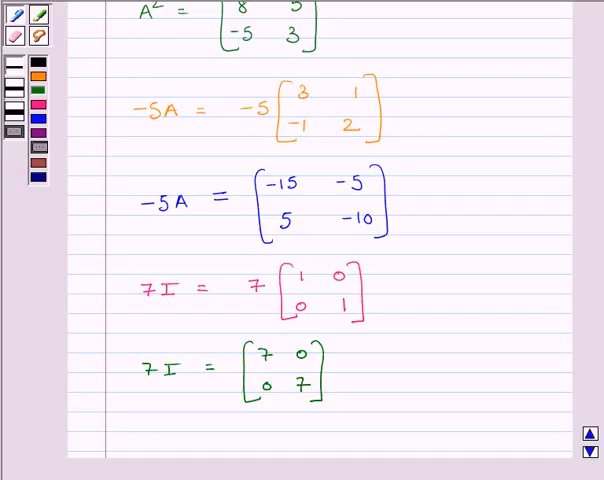 A² = [8 5
-5 3]
-5A = -5 [3 1
-1 2]
-5A = [-15 -5
5 -10]
7I = 7 [1 0
0 1]
7I = [7 0
0 7]